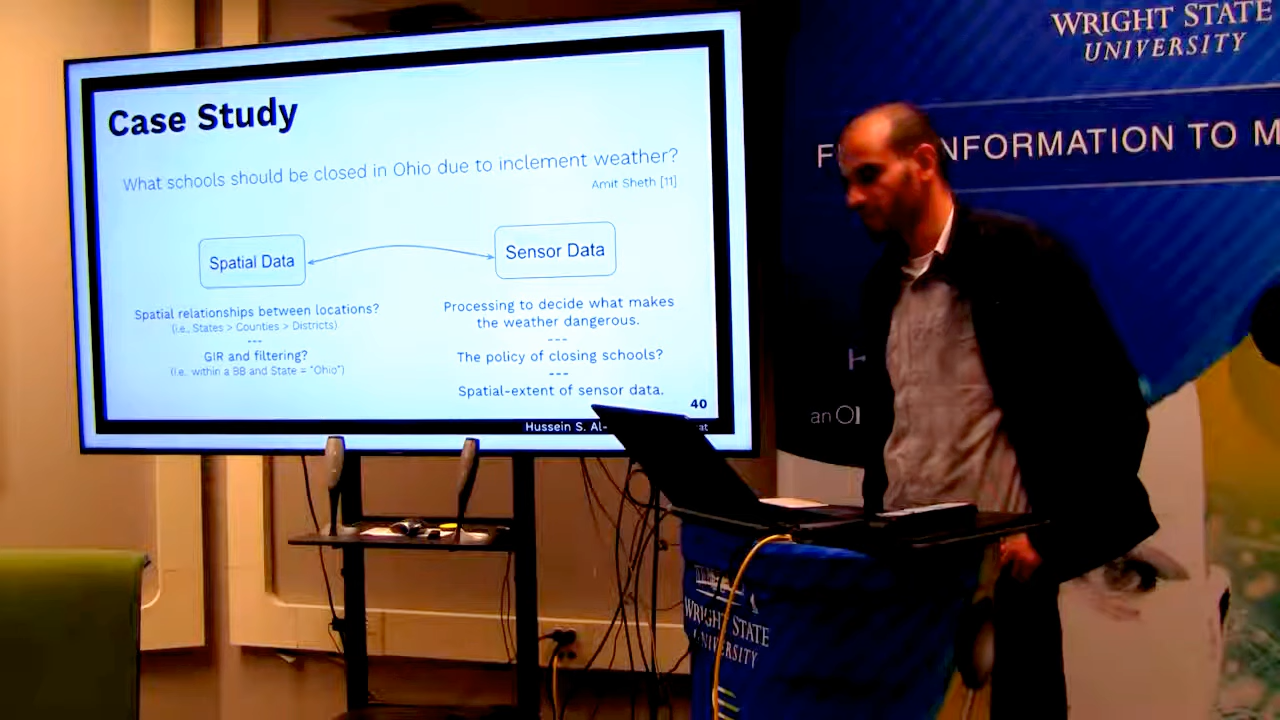 Case Study
What schools should be closed in Ohio due to inclement weather?
Amit Sheth [11]
Spatial Data
Sensor Data
Spatial relationships between locations?
(i.e., States > Counties > Districts)
---
GIR and filtering?
(i.e. within a BB and State = "Ohio")
Processing to decide what makes
the weather dangerous.
---
The policy of closing schools?
---
Spatial-extent of sensor data.
40
Hussein S. Al-
WRIGHT STATE
UNIVERSITY
INFORMATION TO M
an
WRIGHT STATE
UNIVERSITY